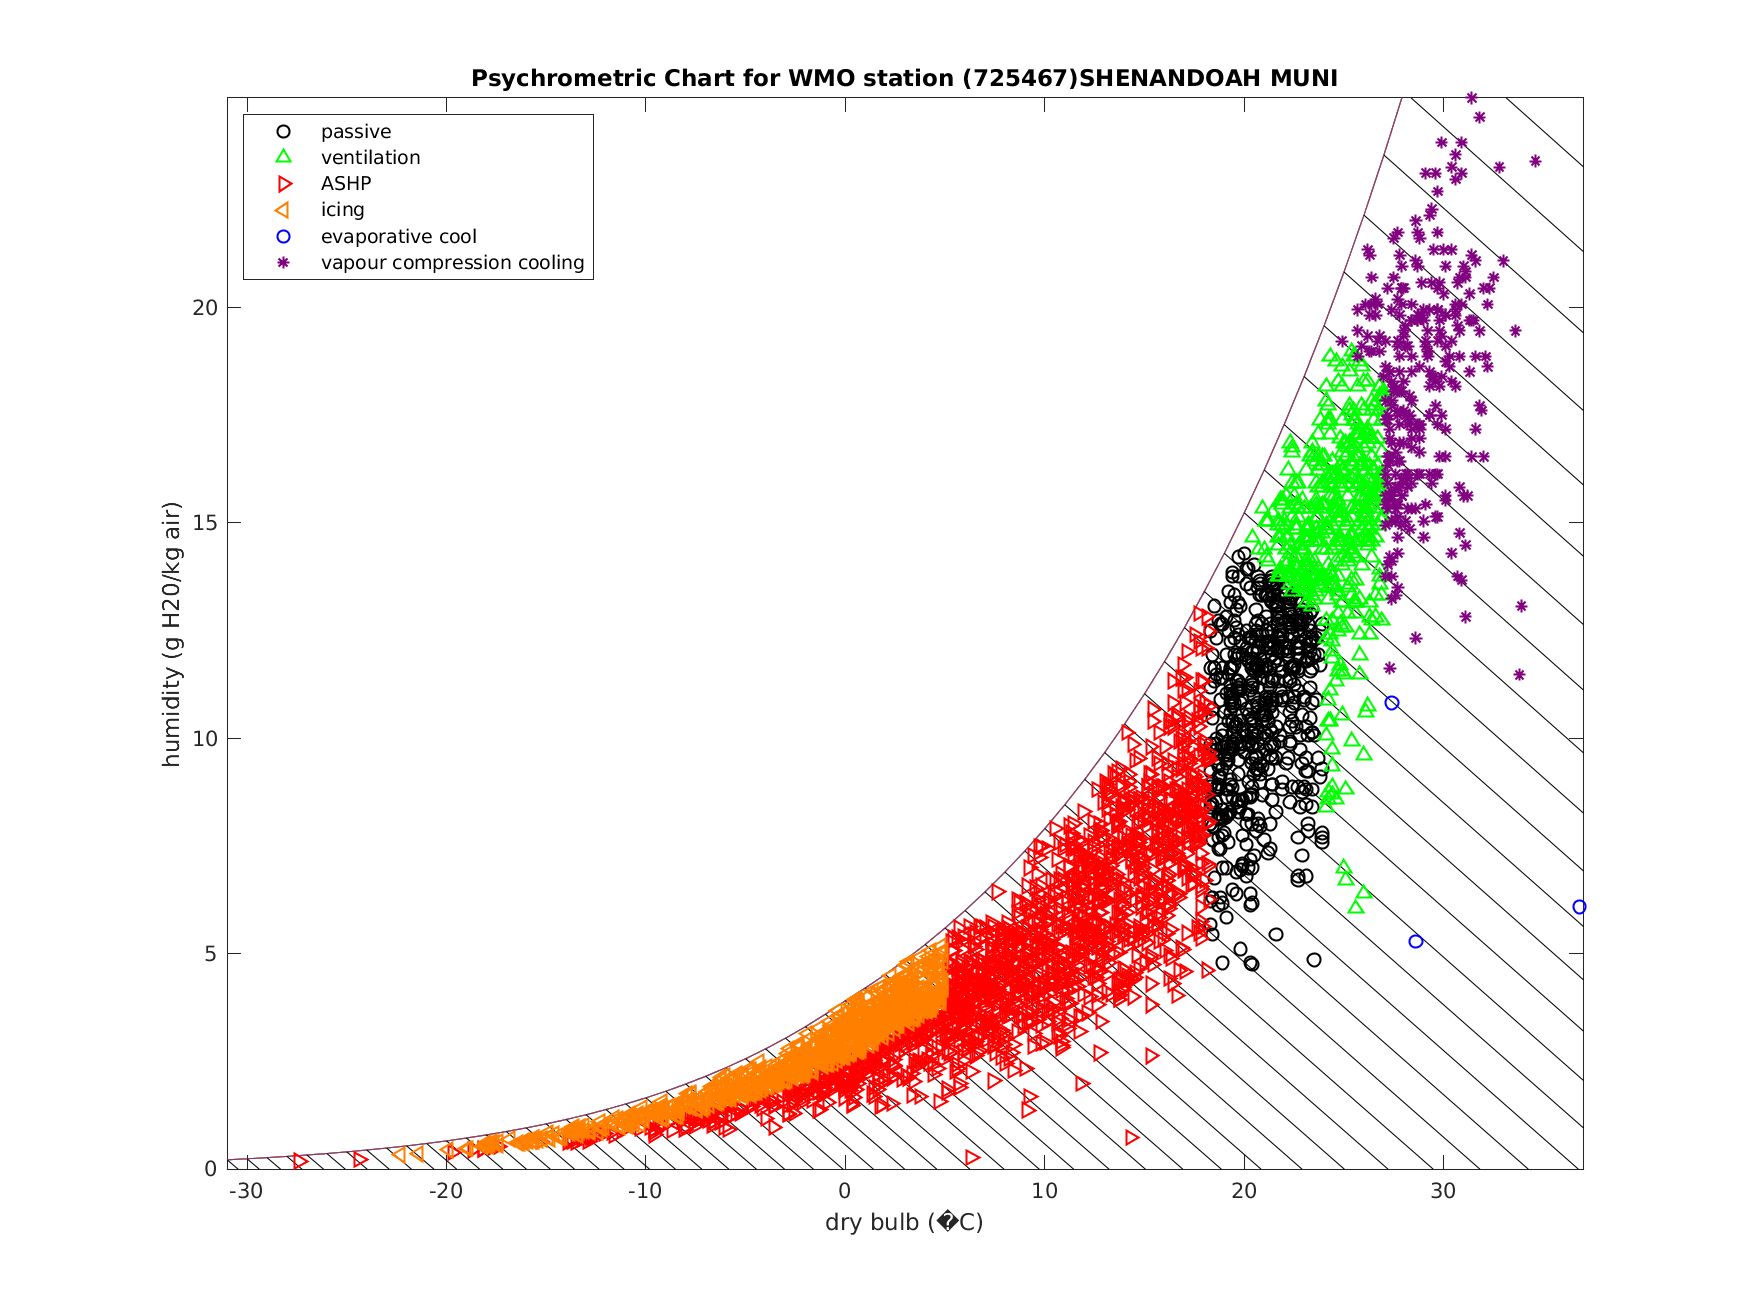 Psychrometric Chart for WMO station (725467)SHENANDOAH MUNI
passive
ventilation
ASHP
icing
evaporative cool
vapour compression cooling
humidity (g H20/kg air)
20
15
10
5
0
-30 -20 -10 0 10 20 30
dry bulb (�C)